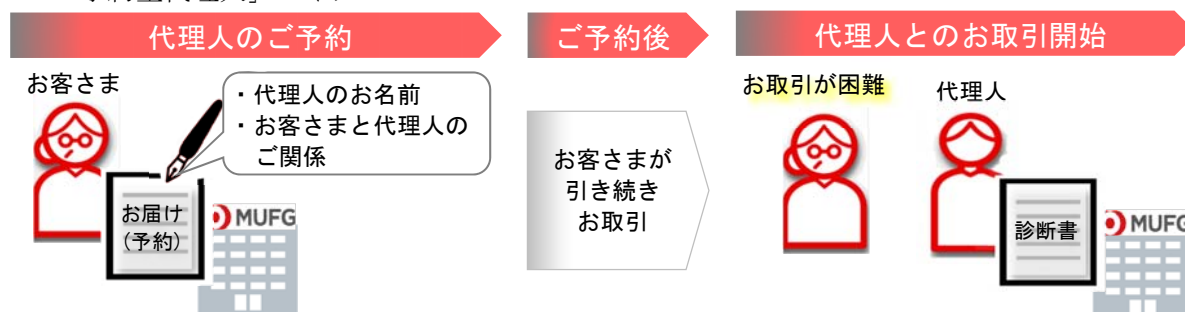 代理人のご予約
ご予約後
代理人とのお取引開始
お客さま
・代理人のお名前
・お客さまと代理人の
ご関係
お届け
(予約)
MUFG
お客さまが
引き続き
お取引
お取引が困難
代理人
診断書
MUFG